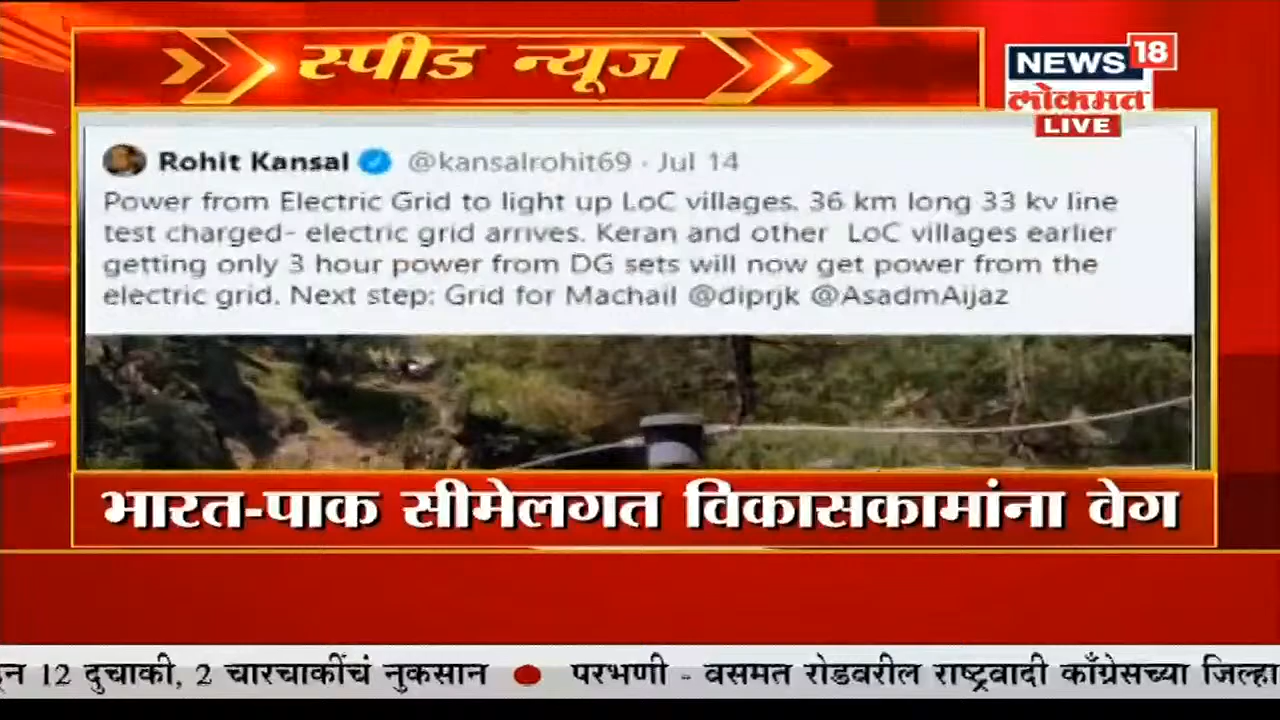 स्पीड न्यूज
NEWS 18
लोकमत
LIVE
Rohit Kansal @kansalrohit69 · Jul 14
Power from Electric Grid to light up LoC villages. 36 km long 33 kv line
test charged- electric grid arrives. Keran and other LoC villages earlier
getting only 3 hour power from DG sets will now get power from the
electric grid. Next step: Grid for Machail @diprjk @AsadmAijaz
भारत-पाक सीमेलगत विकासकामांना वेग
12 दुचाकी, 2 चारचाकींचं नुकसान ● परभणी - वसमत रोडवरील राष्ट्रवादी काँग्रेसच्या जिल्हा